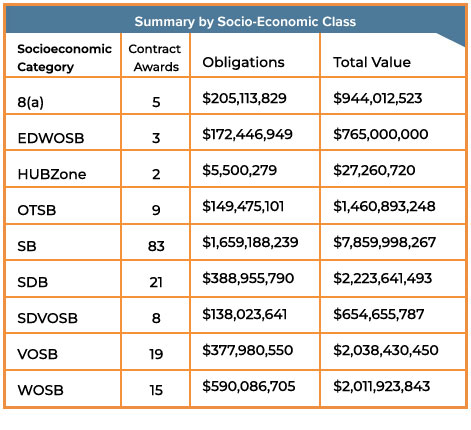 Summary by Socio-Economic Class
Socioeconomic Category Contract Awards Obligations Total Value
8(a) 5 $205,113,829 $944,012,523
EDWOSB 3 $172,446,949 $765,000,000
HUBZone 2 $5,500,279 $27,260,720
OTSB 9 $149,475,101 $1,460,893,248
SB 83 $1,659,188,239 $7,859,998,267
SDB 21 $388,955,790 $2,223,641,493
SDVOSB 8 $138,023,641 $654,655,787
VOSB 19 $377,980,550 $2,038,430,450
WOSB 15 $590,086,705 $2,011,923,843